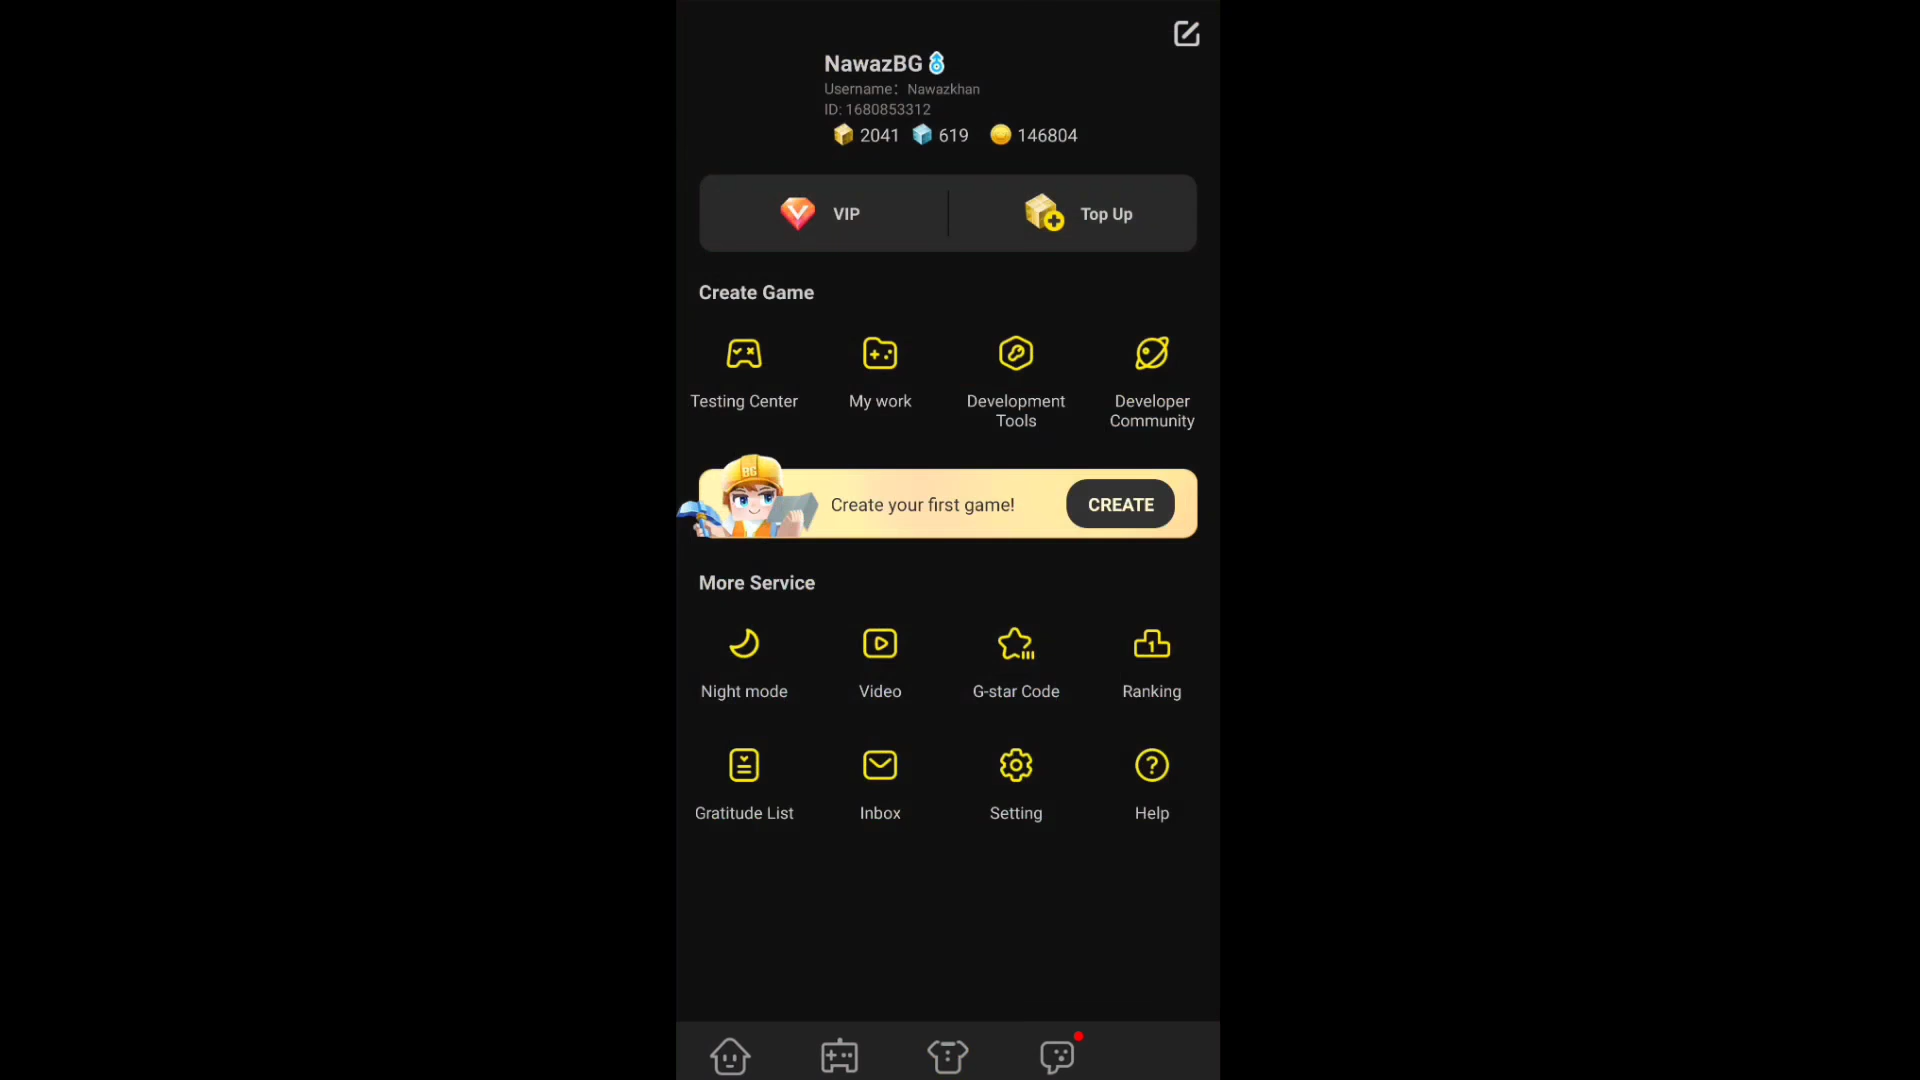 NawazBG
Username: Nawazkhan
ID: 1680853312
2041 619 146804
VIP Top Up
Create Game
Testing Center My work Development Tools Developer Community
BG
Create your first game! CREATE
More Service
Night mode Video G-star Code Ranking
Gratitude List Inbox Setting Help